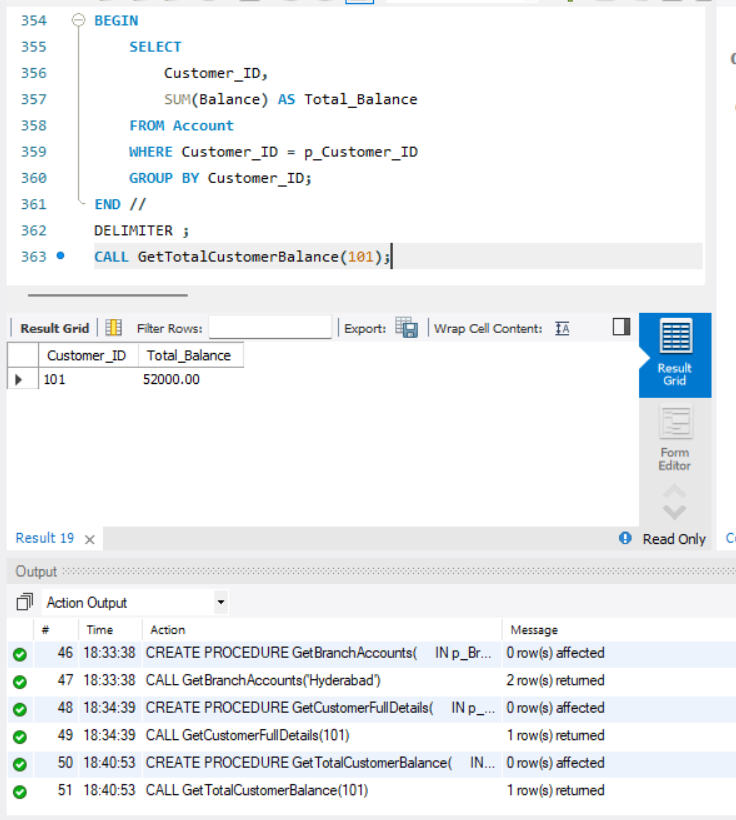 354 BEGIN
355 SELECT
356 Customer_ID,
357 SUM(Balance) AS Total_Balance
358 FROM Account
359 WHERE Customer_ID = p_Customer_ID
360 GROUP BY Customer_ID;
361 END //
362 DELIMITER ;
363 CALL GetTotalCustomerBalance(101);
Result Grid Filter Rows: Export: Wrap Cell Content: IA
Customer_ID Total_Balance
101 52000.00
Result Grid
Form Editor
Result 19 Read Only
Output
Action Output
# Time Action Message
46 18:33:38 CREATE PROCEDURE GetBranchAccounts( IN p_Br... 0 row(s) affected
47 18:33:38 CALL GetBranchAccounts('Hyderabad') 2 row(s) returned
48 18:34:39 CREATE PROCEDURE GetCustomerFullDetails( IN p_... 0 row(s) affected
49 18:34:39 CALL GetCustomerFullDetails(101) 1 row(s) returned
50 18:40:53 CREATE PROCEDURE GetTotalCustomerBalance( IN... 0 row(s) affected
51 18:40:53 CALL GetTotalCustomerBalance(101) 1 row(s) returned